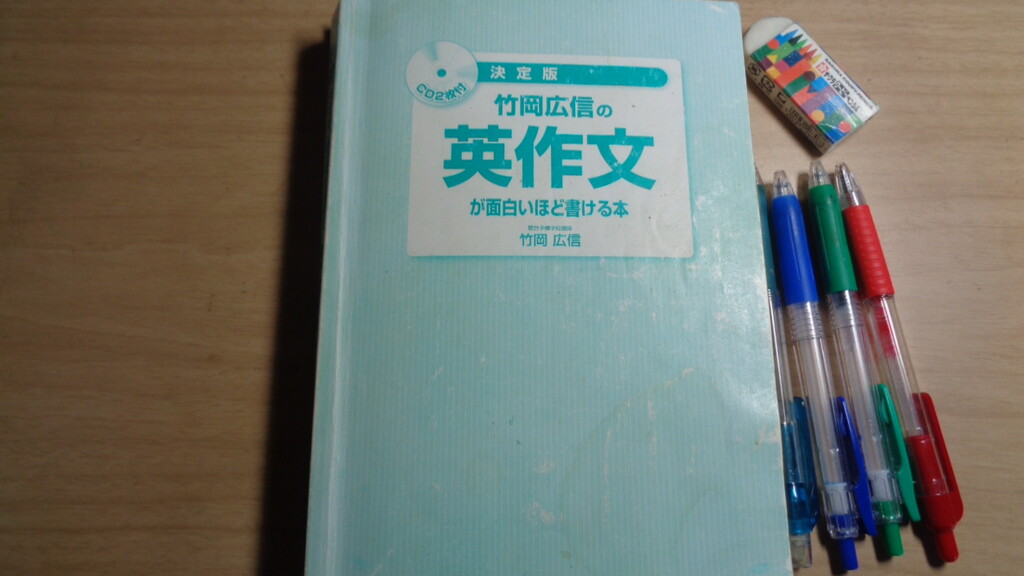 決定版
CD2枚付
竹岡広信の
英作文
が面白いほど書ける本
竹岡 広信